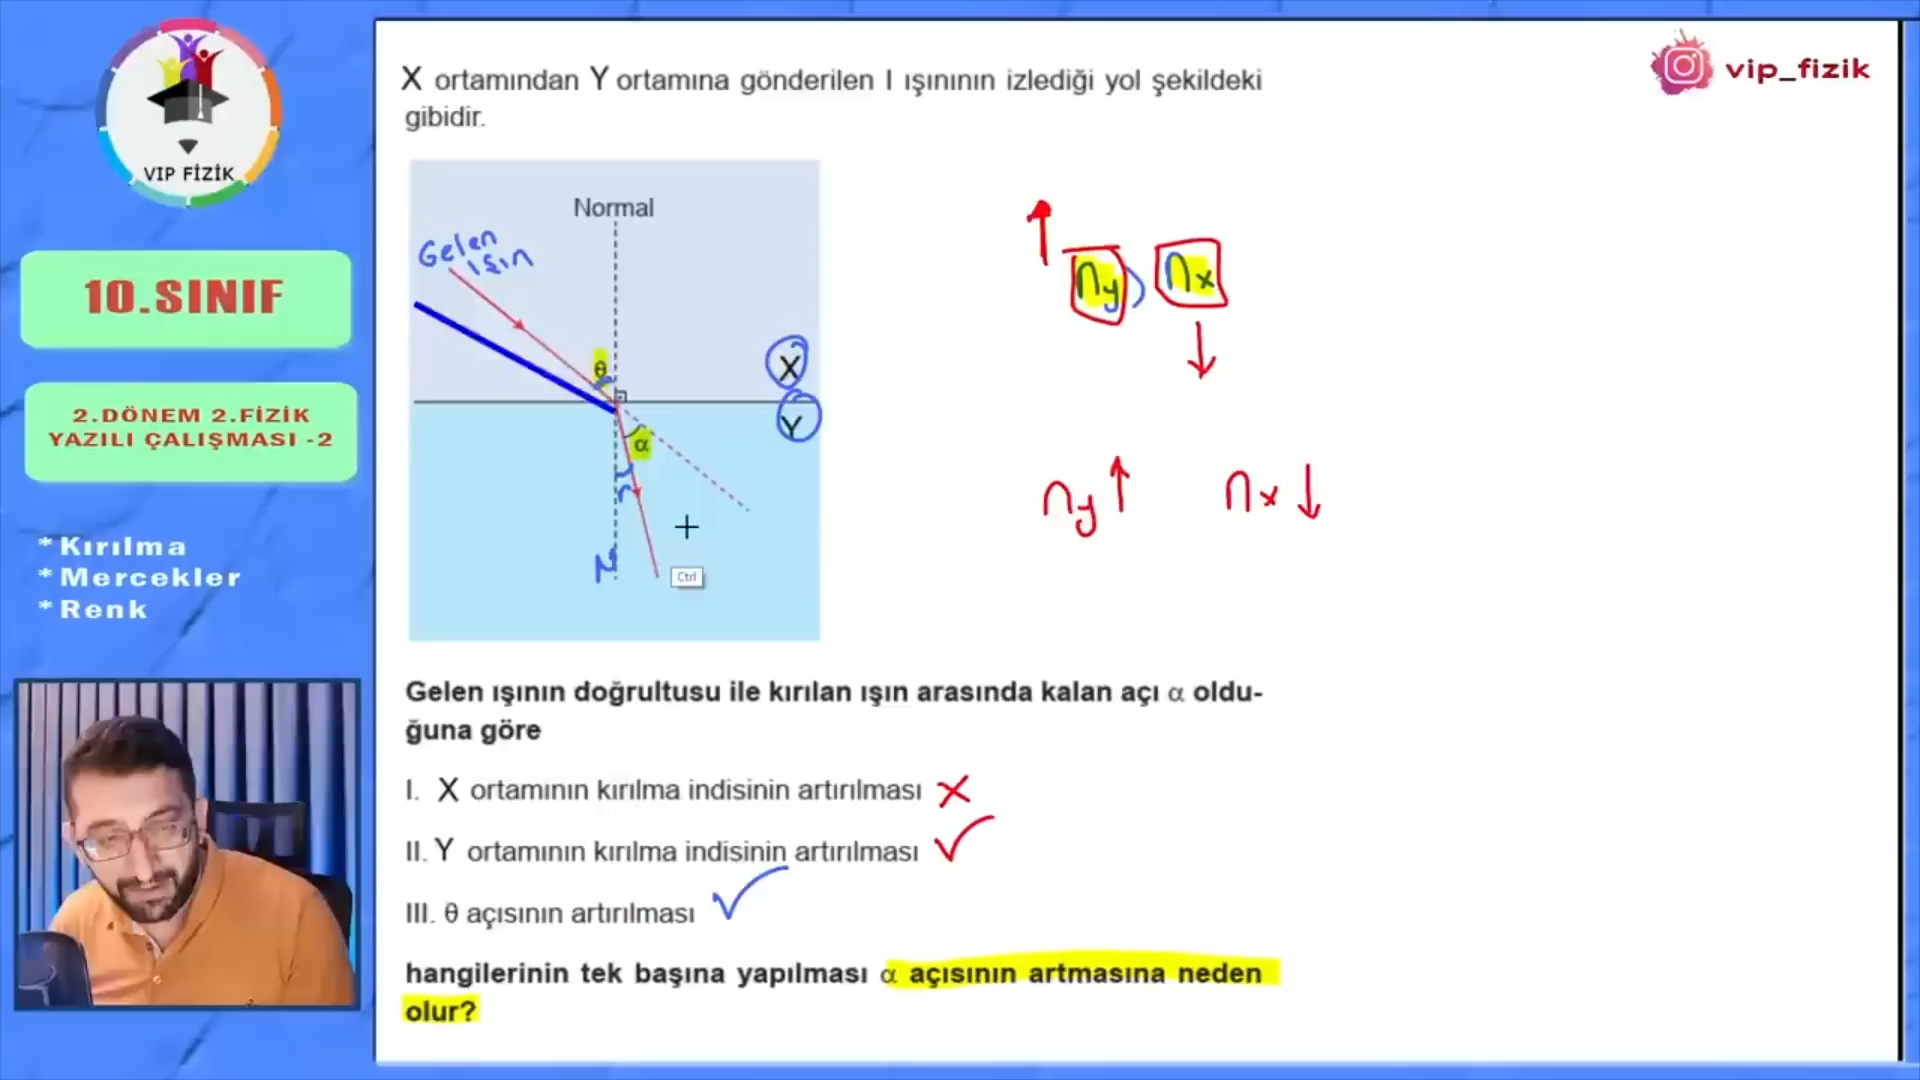 VIP FİZİK
10.SINIF
2.DÖNEM 2.FİZİK
YAZILI ÇALIŞMASI -2
* Kırılma
* Mercekler
* Renk
vip_fizik
X ortamından Y ortamına gönderilen I ışınının izlediği yol şekildeki
gibidir.
Normal
Gelen
ışın
θ
X
Y
α
r
N
Ctrl
ny > nx
ny↑ nx↓
Gelen ışının doğrultusu ile kırılan ışın arasında kalan açı α oldu-
ğuna göre
I. X ortamının kırılma indisinin artırılması
II. Y ortamının kırılma indisinin artırılması
III. θ açısının artırılması
hangilerinin tek başına yapılması α açısının artmasına neden
olur?